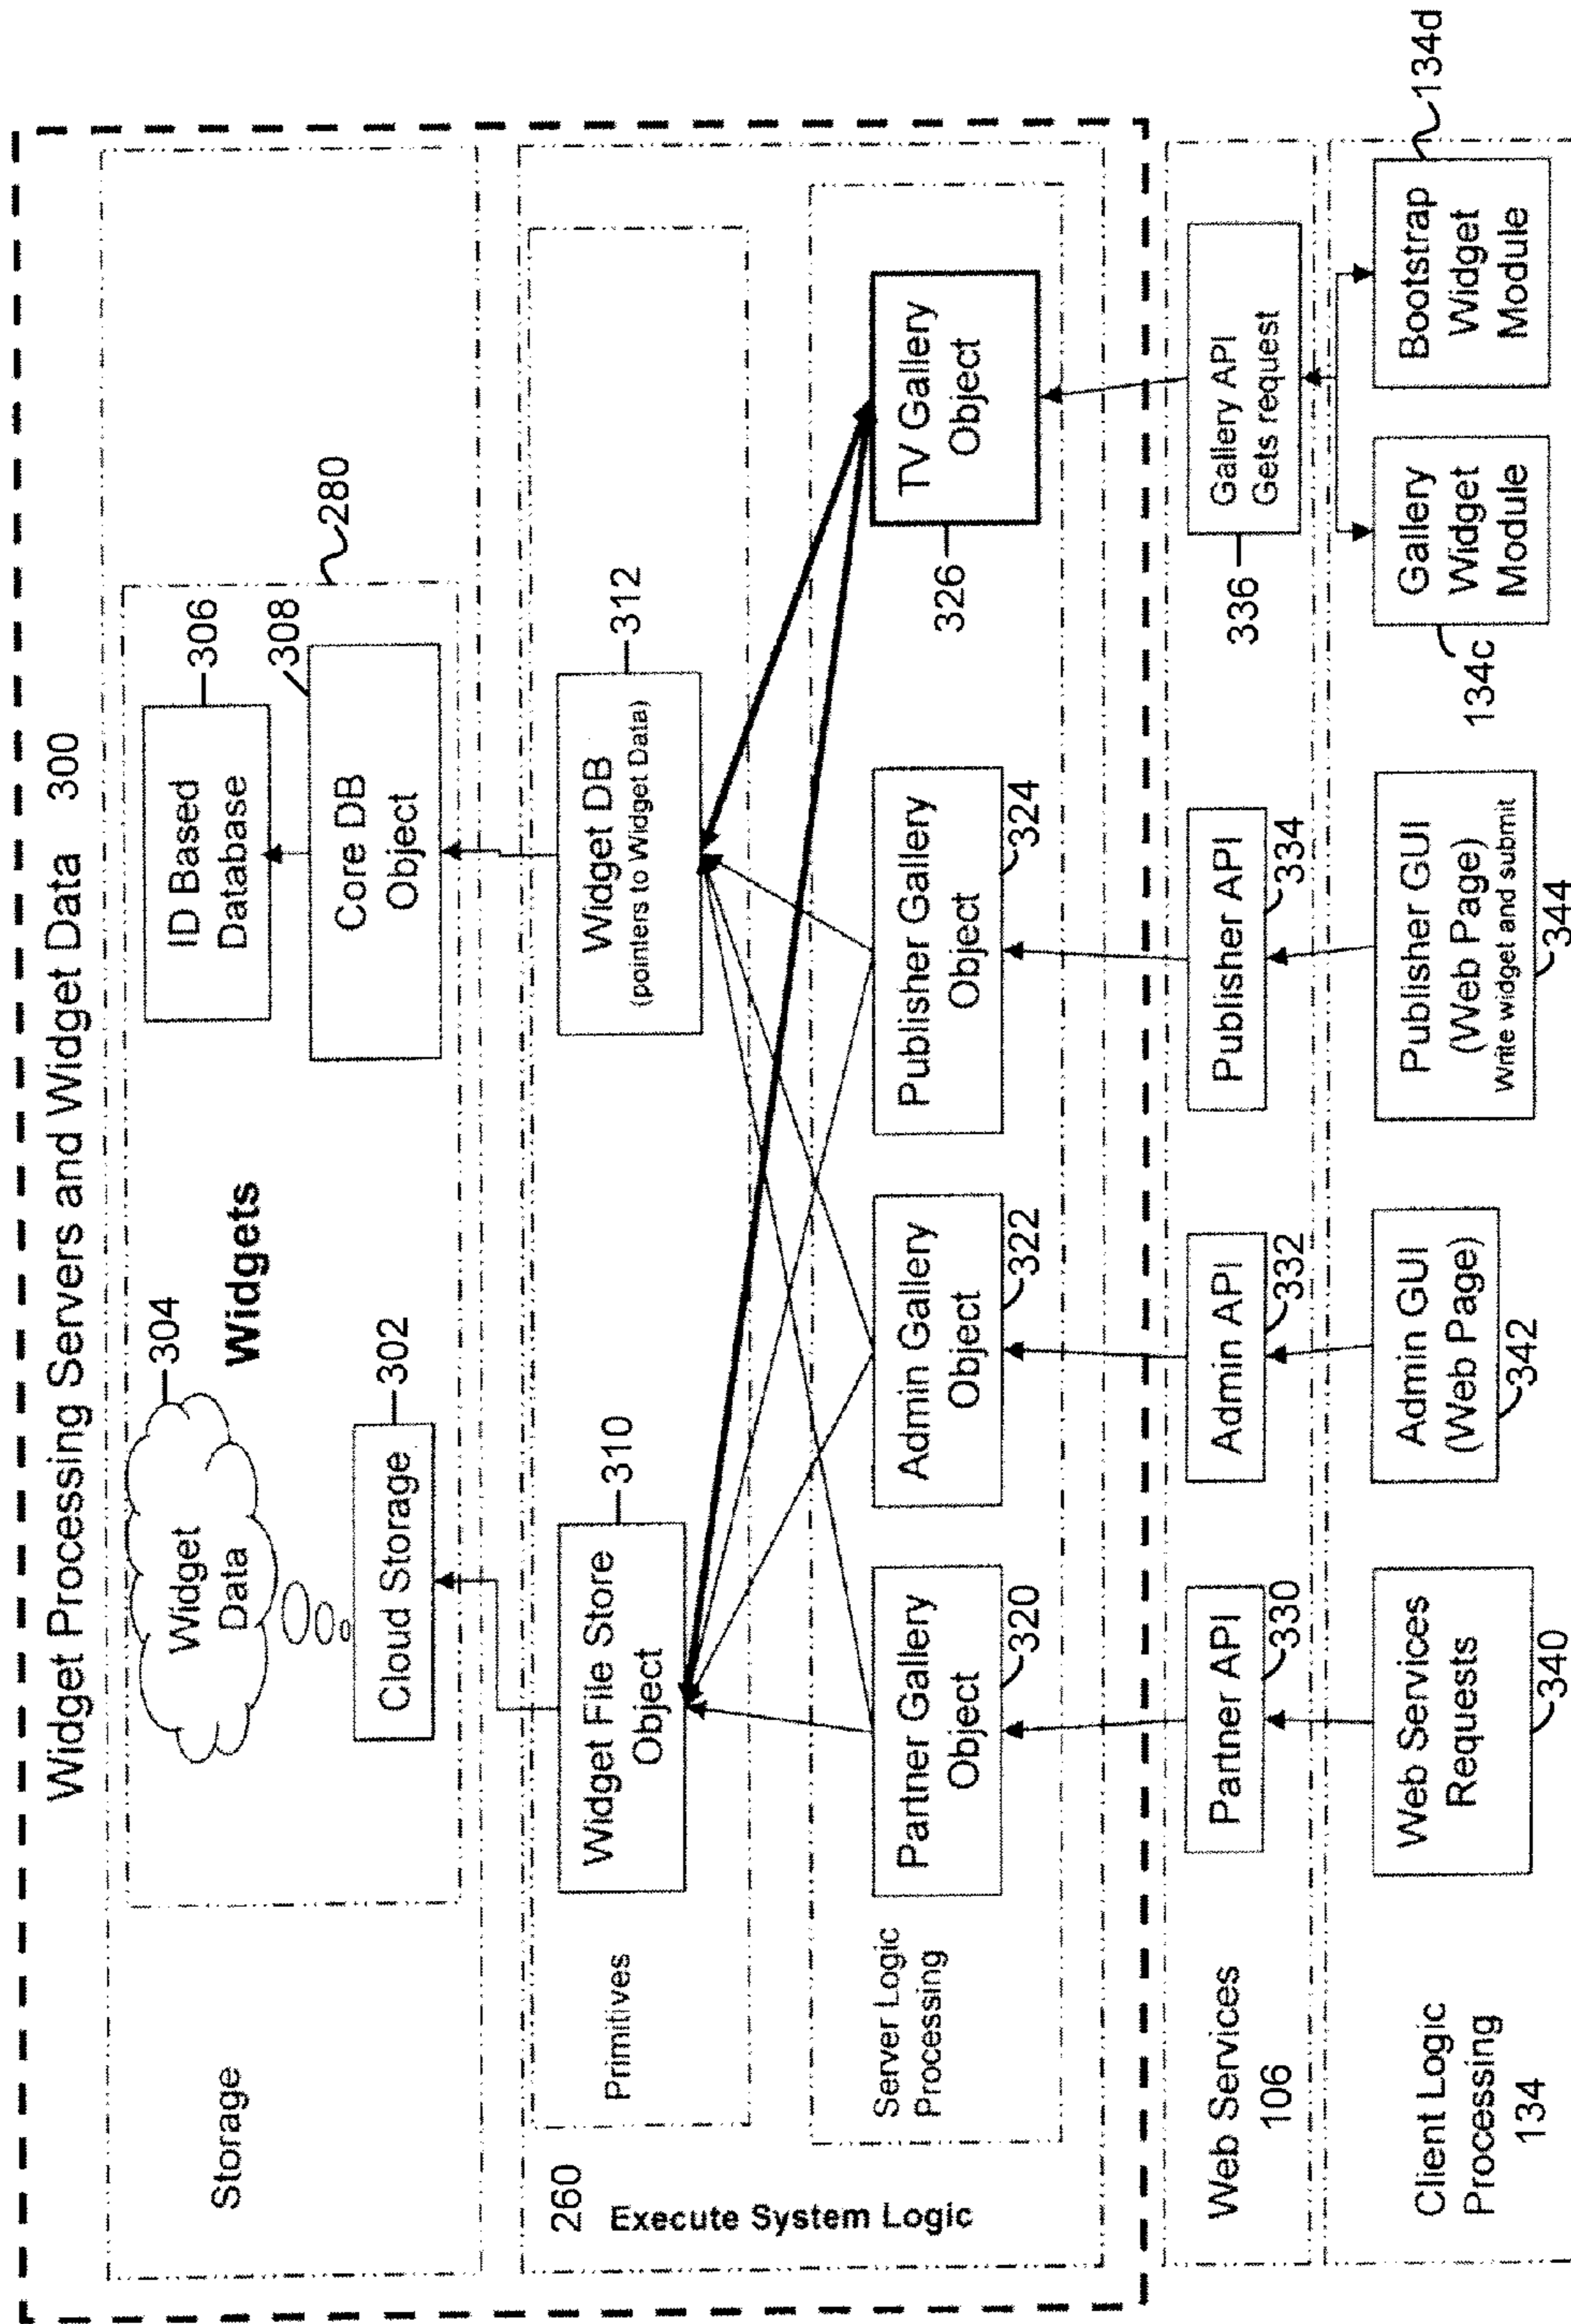 Widget Processing Servers and Widget Data 300
Storage
Widget
Data
304
Widgets
Cloud Storage
302
ID Based
Database
306
308
Core DB
Object
280
260
Execute System Logic
Primitives
Widget File Store
Object
310
Widget DB
(pointers to Widget Data)
312
Server Logic
Processing
Partner Gallery
Object
320
Admin Gallery
Object
322
Publisher Gallery
Object
324
TV Gallery
Object
326
Web Services
106
Partner API
330
Admin API
332
Publisher API
334
Gallery API
Gets request
336
Client Logic
Processing
134
Web Services
Requests
340
Admin GUI
(Web Page)
342
Publisher GUI
(Web Page)
Write widget and submit
344
Gallery
Widget
Module
134c
Bootstrap
Widget
Module
134d